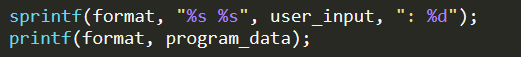 sprintf(format, "%s %s", user_input, ": %d");
printf(format, program_data);